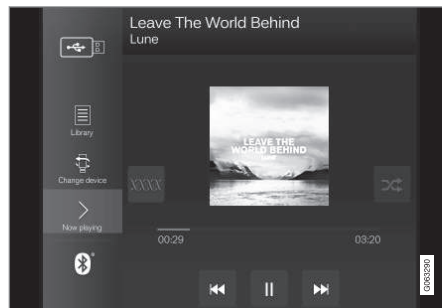 Leave The World Behind
Lune
Library
Change device
Now playing
LEAVE THE
WORLD BEHIND
LUNE
XXXX
00:29
03:20
G063290